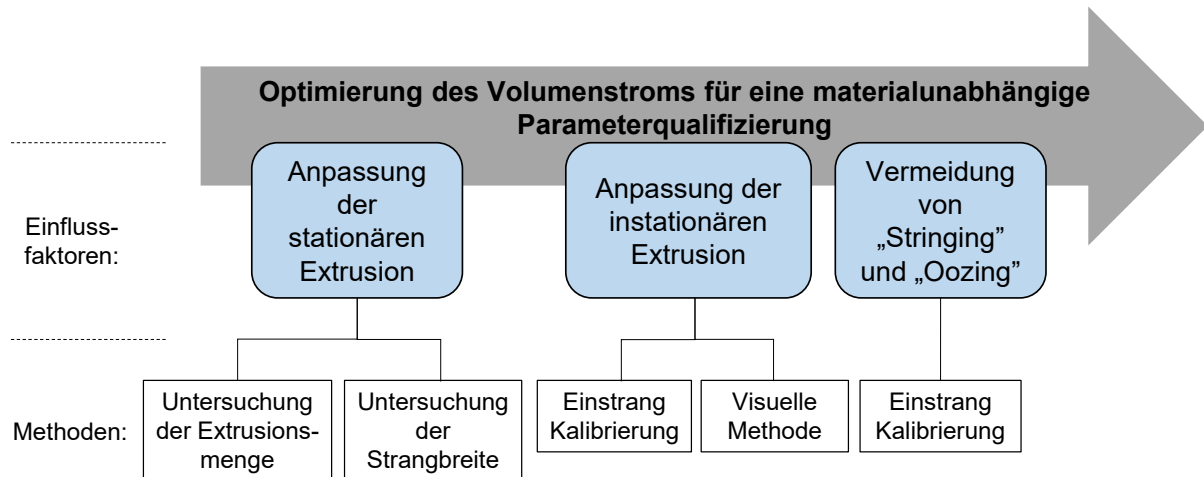 Optimierung des Volumenstroms für eine materialunabhängige
Parameterqualifizierung
Einfluss-
faktoren:
Anpassung
der
stationären
Extrusion
Anpassung der
instationären
Extrusion
Vermeidung
von
„Stringing”
und „Oozing”
Methoden:
Untersuchung
der Extrusions-
menge
Untersuchung
der
Strangbreite
Einstrang
Kalibrierung
Visuelle
Methode
Einstrang
Kalibrierung